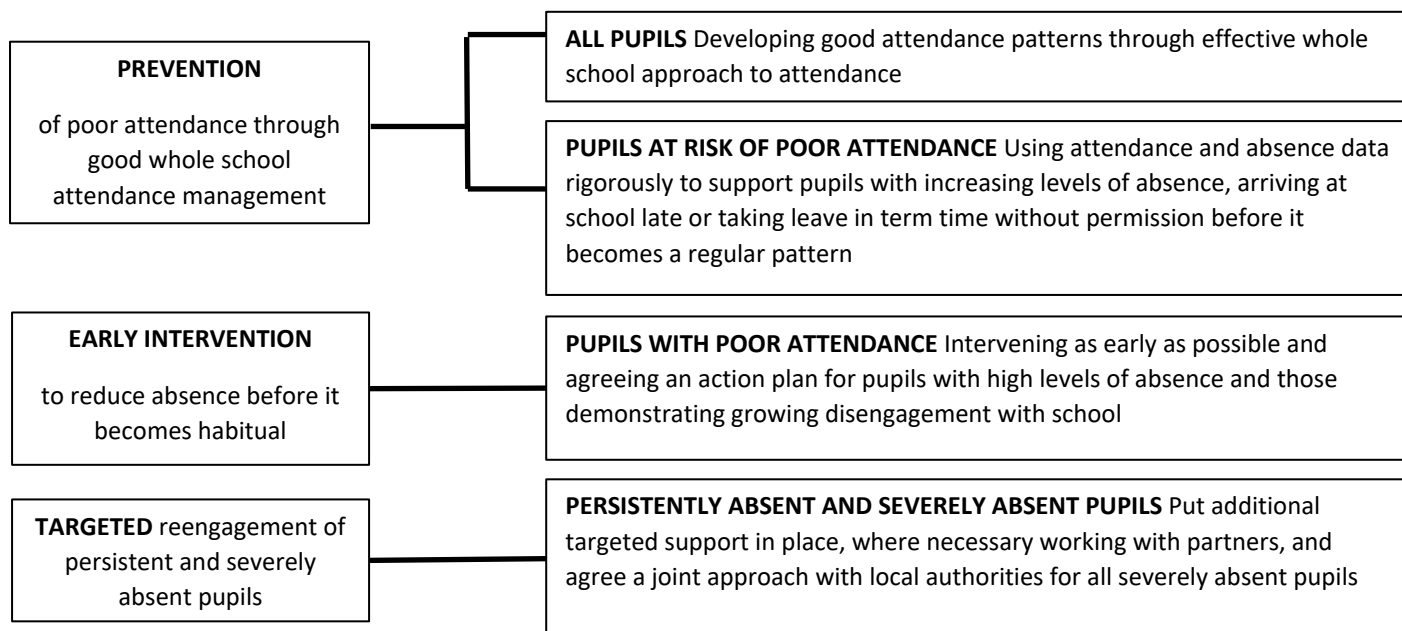 PREVENTION
of poor attendance through
good whole school
attendance management
ALL PUPILS Developing good attendance patterns through effective whole
school approach to attendance
PUPILS AT RISK OF POOR ATTENDANCE Using attendance and absence data
rigorously to support pupils with increasing levels of absence, arriving at
school late or taking leave in term time without permission before it
becomes a regular pattern
EARLY INTERVENTION
to reduce absence before it
becomes habitual
PUPILS WITH POOR ATTENDANCE Intervening as early as possible and
agreeing an action plan for pupils with high levels of absence and those
demonstrating growing disengagement with school
TARGETED reengagement of
persistent and severely
absent pupils
PERSISTENTLY ABSENT AND SEVERELY ABSENT PUPILS Put additional
targeted support in place, where necessary working with partners, and
agree a joint approach with local authorities for all severely absent pupils